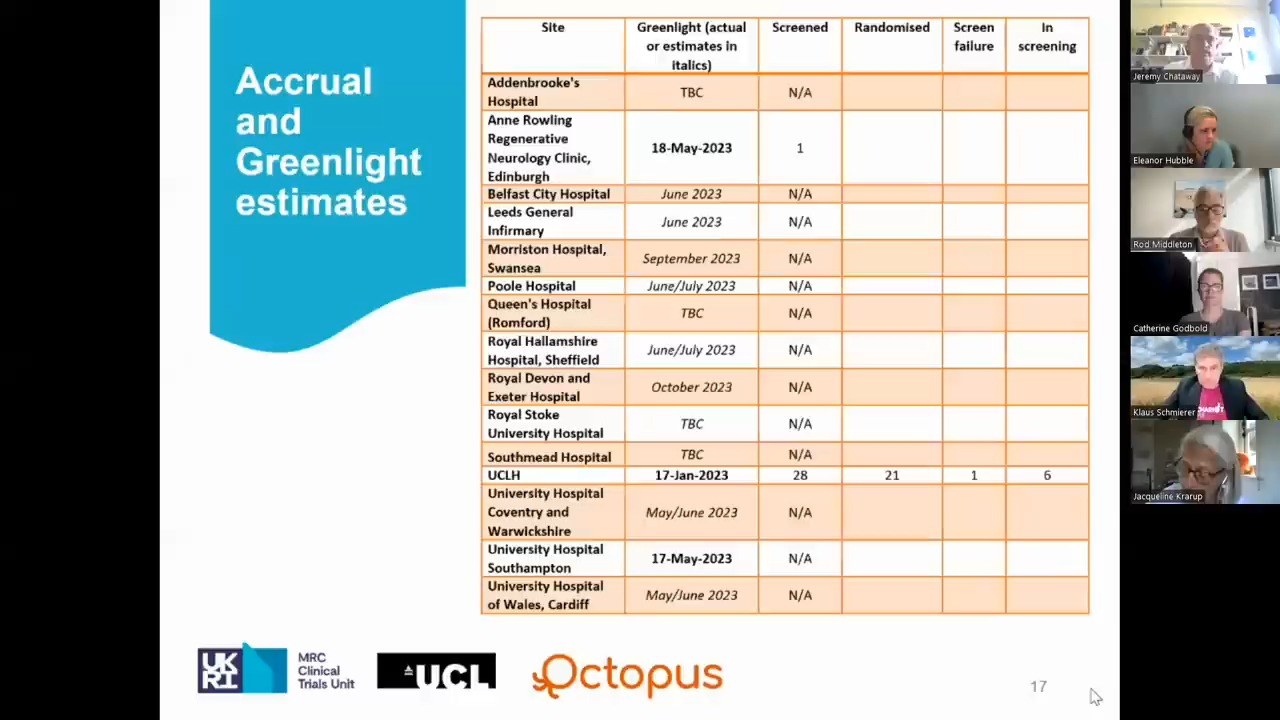 Accrual
and
Greenlight
estimates
Site
Greenlight (actual
or estimates in
italics)
Screened
Randomised
Screen
failure
In
screening
Addenbrooke's
Hospital
TBC
N/A
Anne Rowling
Regenerative
Neurology Clinic,
Edinburgh
18-May-2023
1
Belfast City Hospital
June 2023
N/A
Leeds General
Infirmary
June 2023
N/A
Morriston Hospital,
Swansea
September 2023
N/A
Poole Hospital
June/July 2023
N/A
Queen's Hospital
(Romford)
TBC
N/A
Royal Hallamshire
Hospital, Sheffield
June/July 2023
N/A
Royal Devon and
Exeter Hospital
October 2023
N/A
Royal Stoke
University Hospital
TBC
N/A
Southmead Hospital
TBC
N/A
UCLH
17-Jan-2023
28
21
1
6
University Hospital
Coventry and
Warwickshire
May/June 2023
N/A
University Hospital
Southampton
17-May-2023
N/A
University Hospital
of Wales, Cardiff
May/June 2023
N/A
UK
RI
MRC
Clinical
Trials Unit
UCL
Octopus
17
Jeremy Chataway
Eleanor Hubble
Rod Middleton
Catherine Godbold
Klaus Schmierer
Jacqueline Krarup